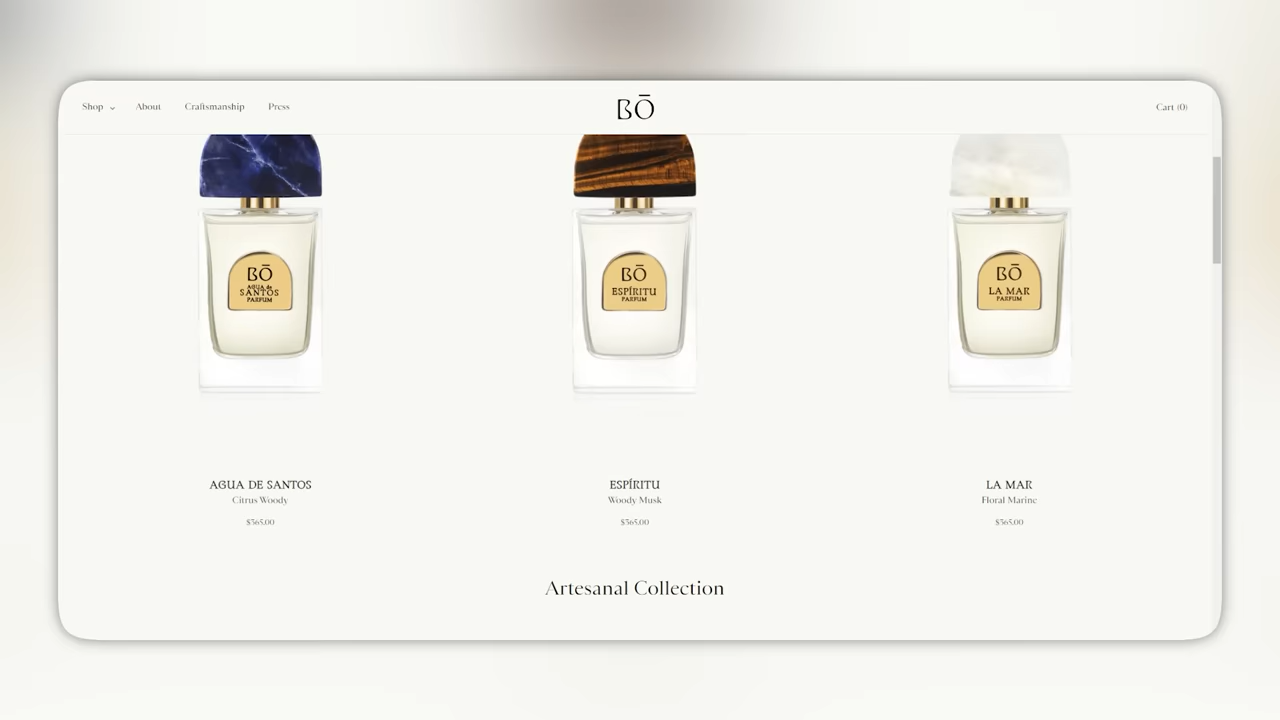 Shop About Craftsmanship Press BŌ Cart (0)
BŌ
AGUA de
SANTOS
PARFUM
BŌ
ESPÍRITU
PARFUM
BŌ
LA MAR
PARFUM
AGUA DE SANTOS
Citrus Woody
$365.00
ESPÍRITU
Woody Musk
$365.00
LA MAR
Floral Marine
$365.00
Artesanal Collection